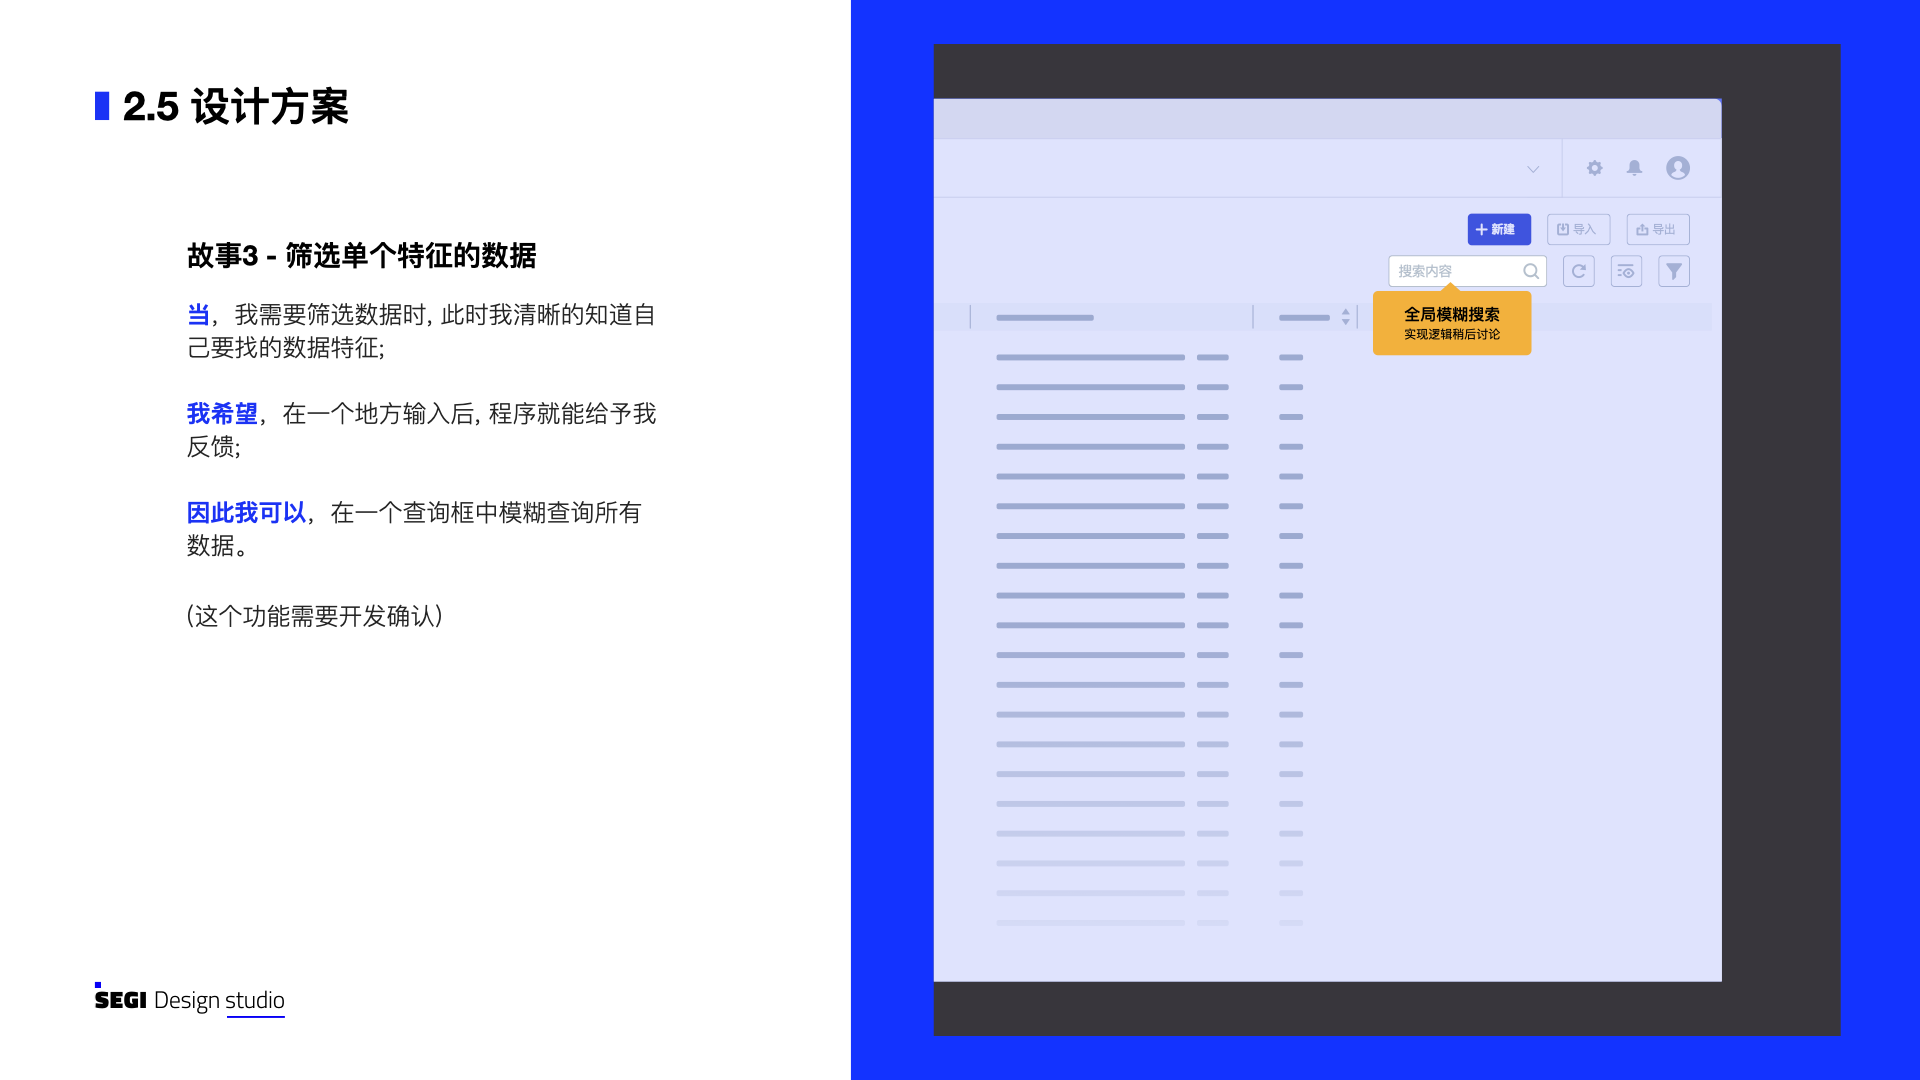 2.5 设计方案
故事3 - 筛选单个特征的数据
当，我需要筛选数据时, 此时我清晰的知道自
己要找的数据特征;
我希望，在一个地方输入后, 程序就能给予我
反馈;
因此我可以，在一个查询框中模糊查询所有
数据。
(这个功能需要开发确认)
SEGI Design studio
新建
导入
导出
搜索内容
全局模糊搜索
实现逻辑稍后讨论